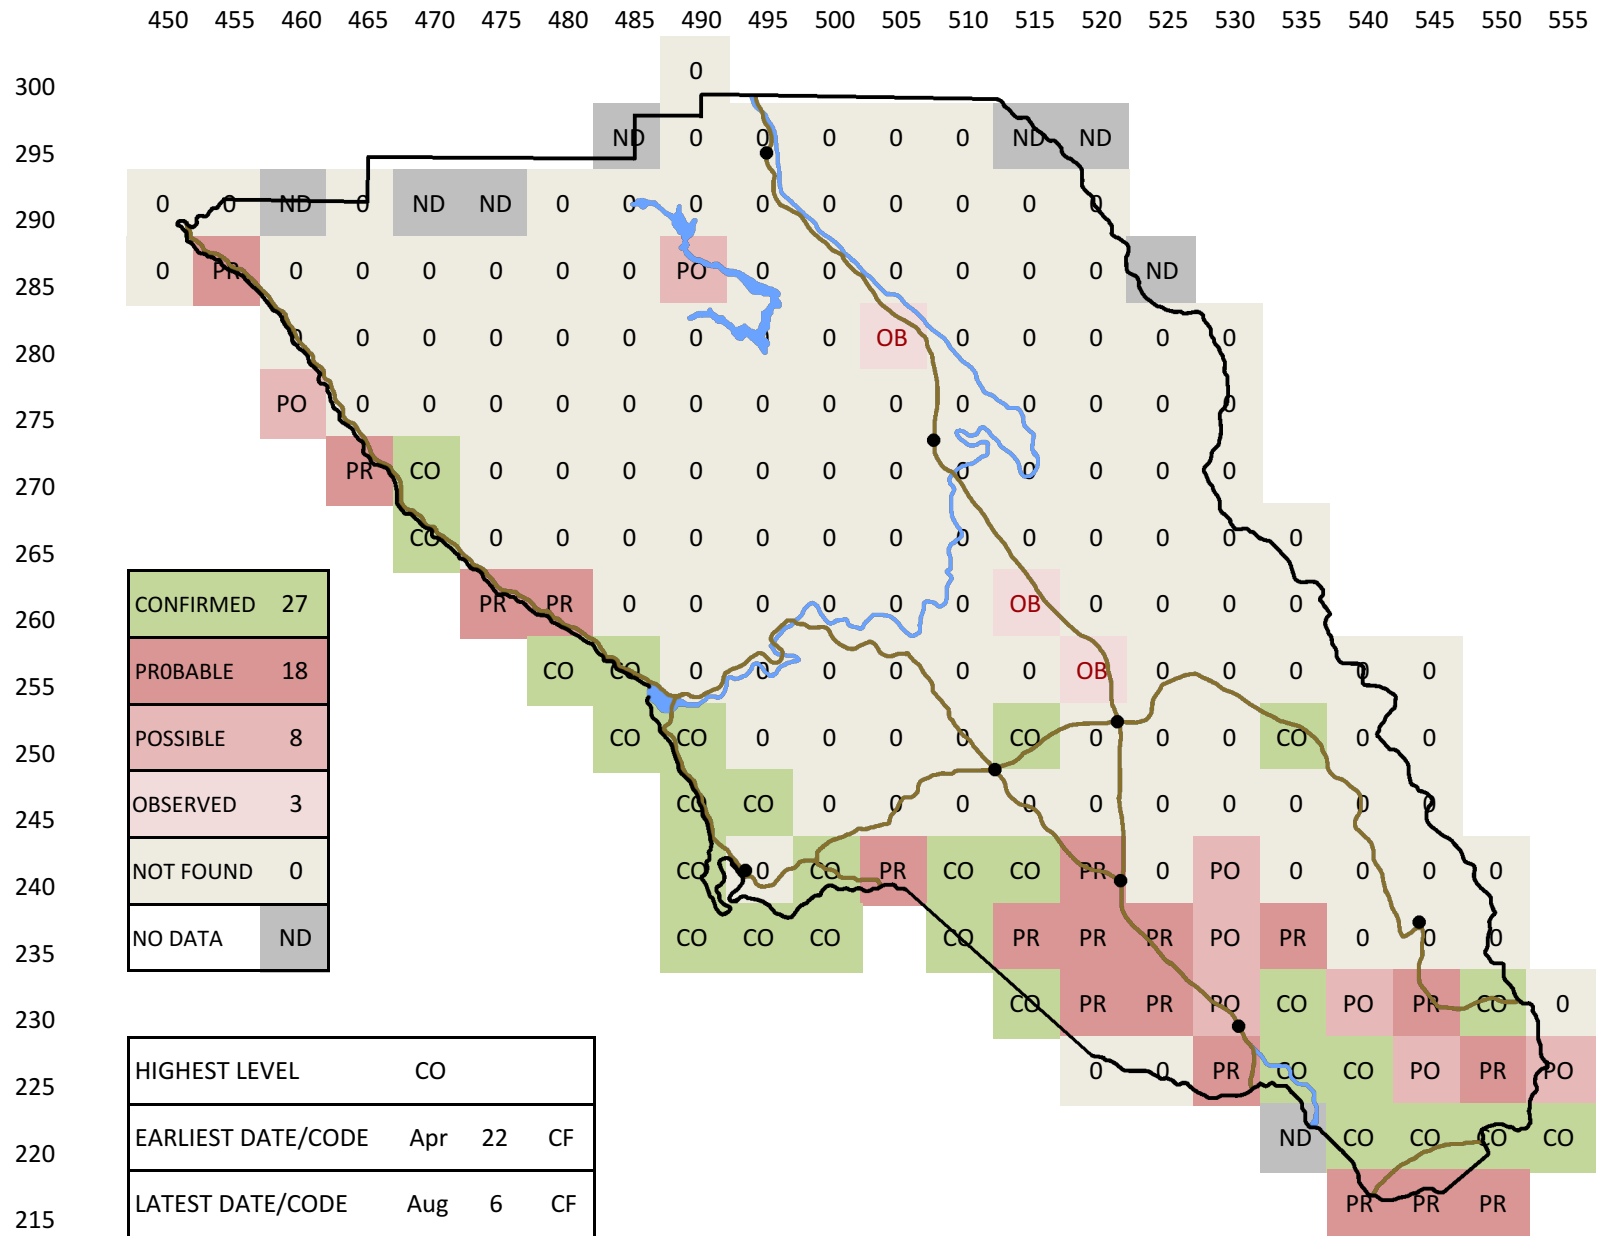 450 455 460 465 470 475 480 485 490 495 500 505 510 515 520 525 530 535 540 545 550 555
0
300
ND 0 0 0 0 0 ND ND
295
0 0 ND 0 ND ND 0 0 0 0 0 0 0 0 0
290
0 PR 0 0 0 0 0 0 PO 0 0 0 0 0 0 ND
285
0 0 0 0 0 0 0 0 0 OB 0 0 0 0 0
280
PO 0 0 0 0 0 0 0 0 0 0 0 0 0 0
275
PR CO 0 0 0 0 0 0 0 0 0 0 0 0
270
CO 0 0 0 0 0 0 0 0 0 0 0 0 0
265
CONFIRMED 27 PR PR 0 0 0 0 0 0 OB 0 0 0 0
260
PR0BABLE 18 CO CO 0 0 0 0 0 0 OB 0 0 0 0 0
255
POSSIBLE 8 CO CO 0 0 0 0 CO 0 0 0 CO 0 0
250
OBSERVED 3 CO CO 0 0 0 0 0 0 0 0 0 0
245
NOT FOUND 0 CO 0 CO PR CO CO PR 0 PO 0 0 0 0
240
NO DATA ND CO CO CO CO PR PR PR PO PR 0 0 0
235
CO PR PR PO CO PO PR CO 0
230
HIGHEST LEVEL CO 0 0 PR CO CO PO PR PO
225
EARLIEST DATE/CODE Apr 22 CF ND CO CO CO CO
220
LATEST DATE/CODE Aug 6 CF PR PR PR
215